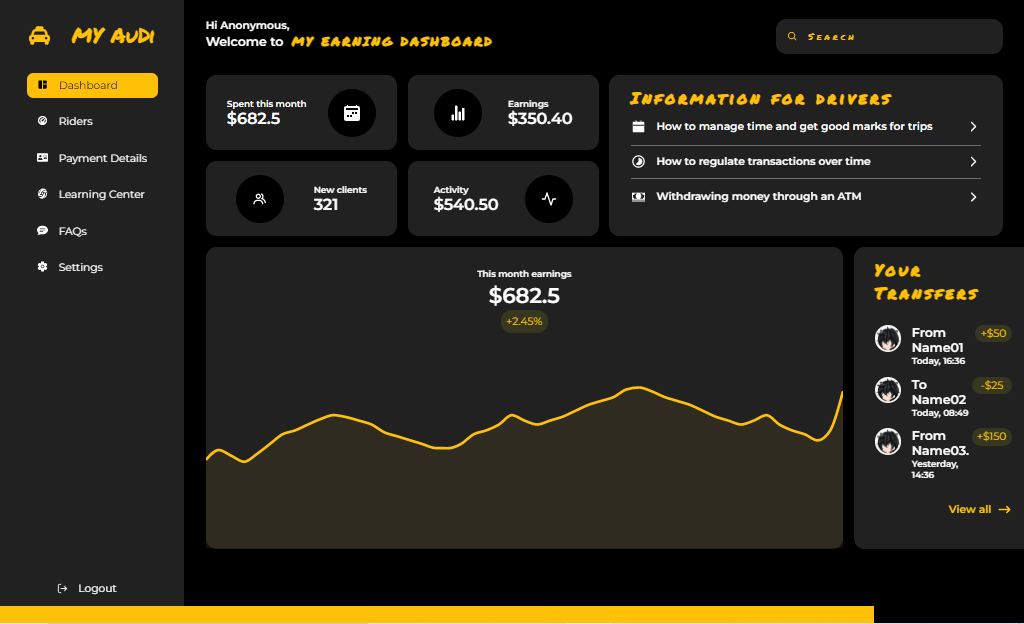 MY AUDI
Dashboard
Riders
Payment Details
Learning Center
FAQs
Settings
Logout
Hi Anonymous,
Welcome to MY EARNING DASHBOARD
Search
Spent this month
$682.5
Earnings
$350.40
New clients
321
Activity
$540.50
Information for drivers
How to manage time and get good marks for trips
How to regulate transactions over time
Withdrawing money through an ATM
This month earnings
$682.5
+2.45%
Your
Transfers
From
Name01
Today, 16:36
+$50
To
Name02
Today, 08:49
-$25
From
Name03.
Yesterday,
14:36
+$150
View all